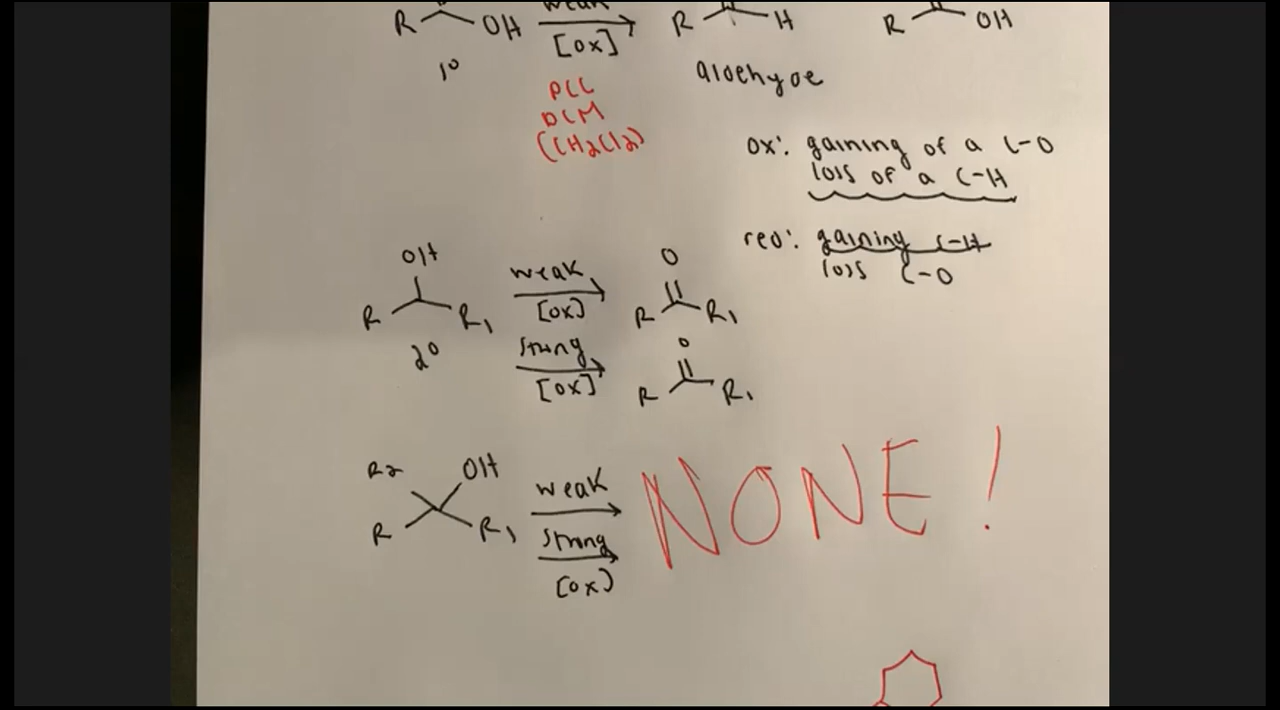 R OH weak R H R OH
[ox]
1°
aldehyde
PCC
DCM
(CH2Cl2)
ox: gaining of a C-O
loss of a C-H
red: gaining C-H
loss C-O
OH
R R1
2°
weak
[ox]
O
R R1
strong
[ox]
O
R R1
R2 OH
R R1
weak
strong
[ox]
NONE!